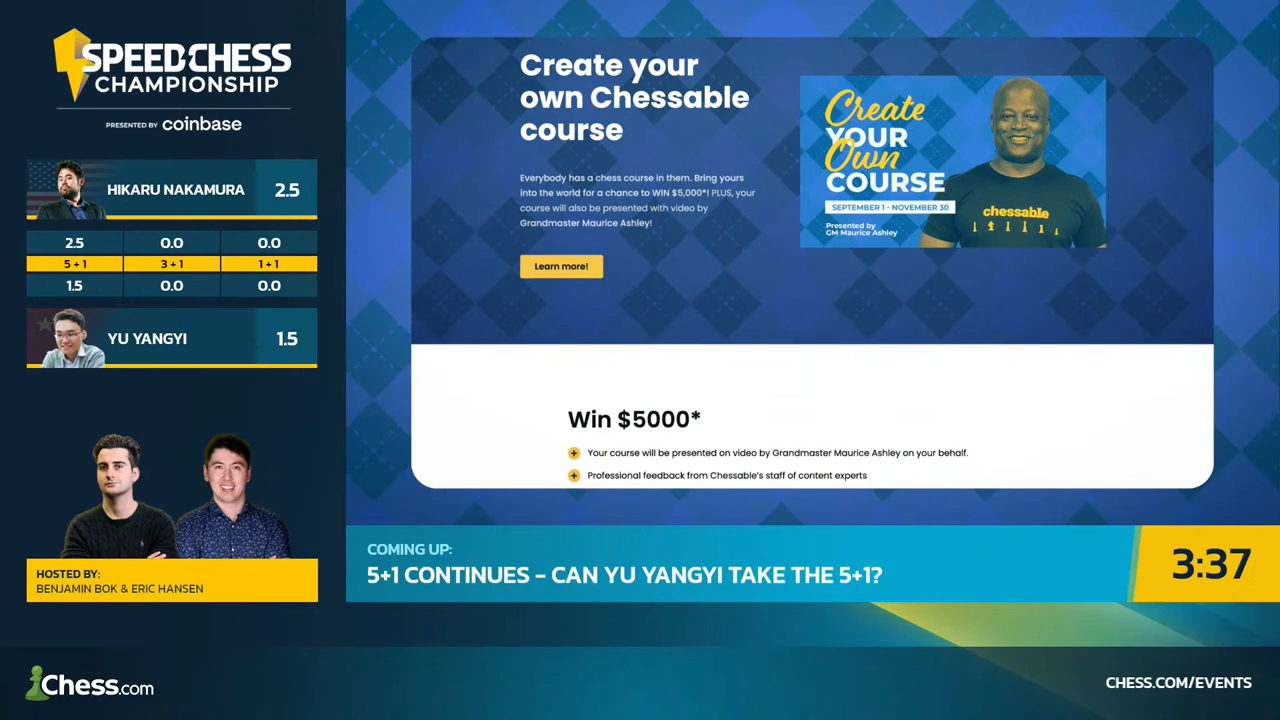 SPEED CHESS
CHAMPIONSHIP
PRESENTED BY coinbase
HIKARU NAKAMURA 2.5
2.5 0.0 0.0
5 + 1 3 + 1 1 + 1
1.5 0.0 0.0
YU YANGYI 1.5
HOSTED BY:
BENJAMIN BOK & ERIC HANSEN
Create your
own Chessable
course
Everybody has a chess course in them. Bring yours
into the world for a chance to WIN $5,000*! PLUS, your
course will also be presented with video by
Grandmaster Maurice Ashley!
Learn more!
Create
YOUR
Own
COURSE
SEPTEMBER 1 - NOVEMBER 30
Presented by
GM Maurice Ashley
chessable
Win $5000*
Your course will be presented on video by Grandmaster Maurice Ashley on your behalf.
Professional feedback from Chessable's staff of content experts
COMING UP:
5+1 CONTINUES - CAN YU YANGYI TAKE THE 5+1?
3:37
Chess.com
CHESS.COM/EVENTS